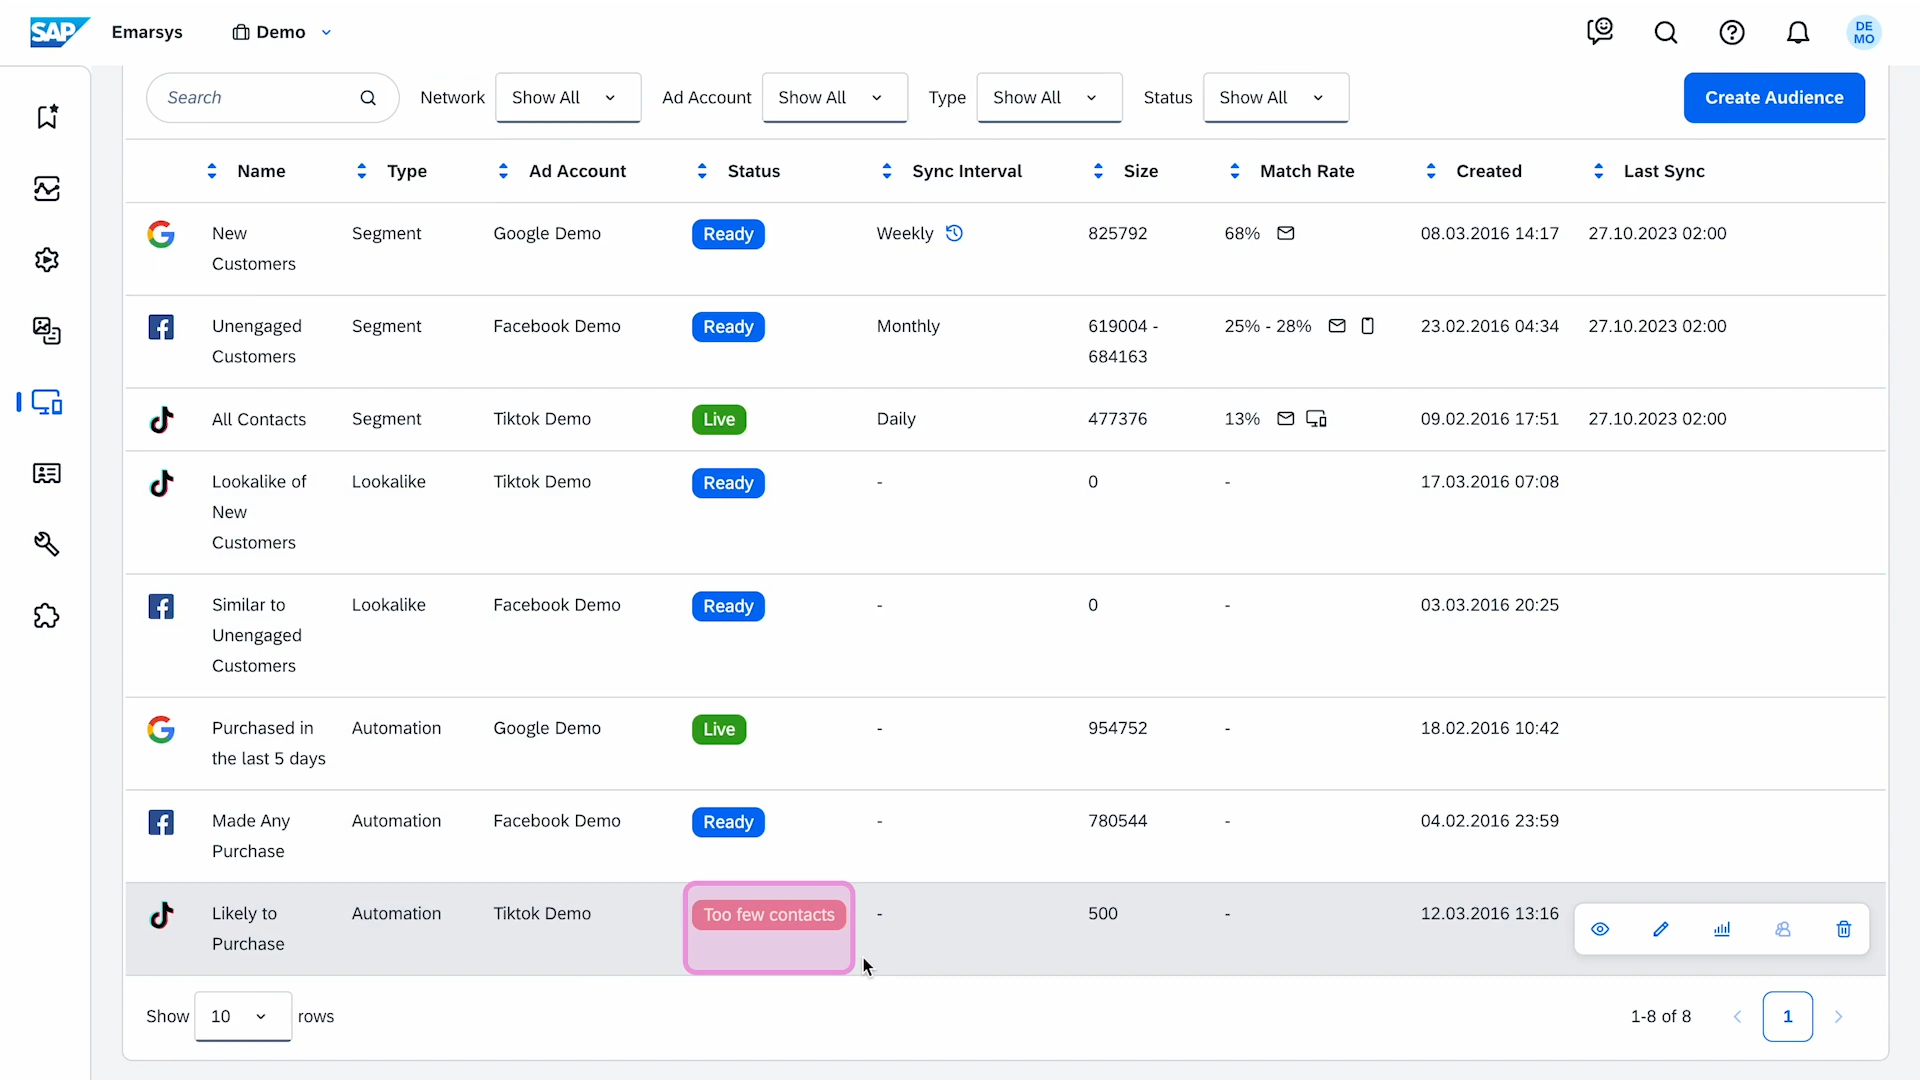 SAP Emarsys Demo DE
MO
Search Network Show All Ad Account Show All Type Show All Status Show All Create Audience
Name Type Ad Account Status Sync Interval Size Match Rate Created Last Sync
New Customers Segment Google Demo Ready Weekly 825792 68% 08.03.2016 14:17 27.10.2023 02:00
Unengaged Customers Segment Facebook Demo Ready Monthly 619004 - 684163 25% - 28% 23.02.2016 04:34 27.10.2023 02:00
All Contacts Segment Tiktok Demo Live Daily 477376 13% 09.02.2016 17:51 27.10.2023 02:00
Lookalike of New Customers Lookalike Tiktok Demo Ready - 0 - 17.03.2016 07:08
Similar to Unengaged Customers Lookalike Facebook Demo Ready - 0 - 03.03.2016 20:25
Purchased in the last 5 days Automation Google Demo Live - 954752 - 18.02.2016 10:42
Made Any Purchase Automation Facebook Demo Ready - 780544 - 04.02.2016 23:59
Likely to Purchase Automation Tiktok Demo Too few contacts - 500 - 12.03.2016 13:16
Show 10 rows 1-8 of 8 1